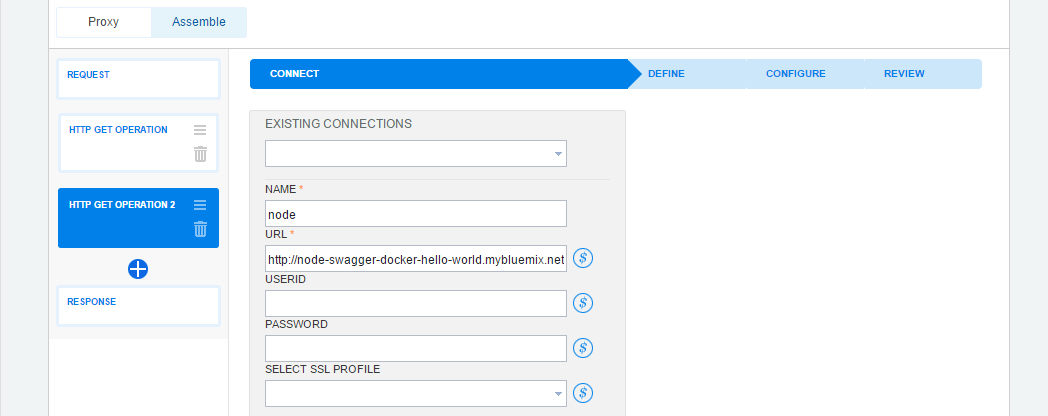 Proxy
Assemble
REQUEST
HTTP GET OPERATION
HTTP GET OPERATION 2
RESPONSE
CONNECT
DEFINE
CONFIGURE
REVIEW
EXISTING CONNECTIONS
NAME *
node
URL *
http://node-swagger-docker-hello-world.mybluemix.net
$
USERID
$
PASSWORD
$
SELECT SSL PROFILE
$